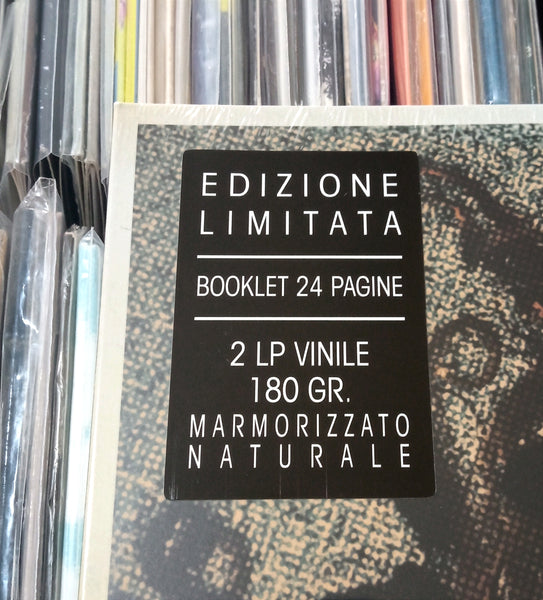 EDIZIONE
LIMITATA
BOOKLET 24 PAGINE
2 LP VINILE
180 GR.
MARMORIZZATO
NATURALE